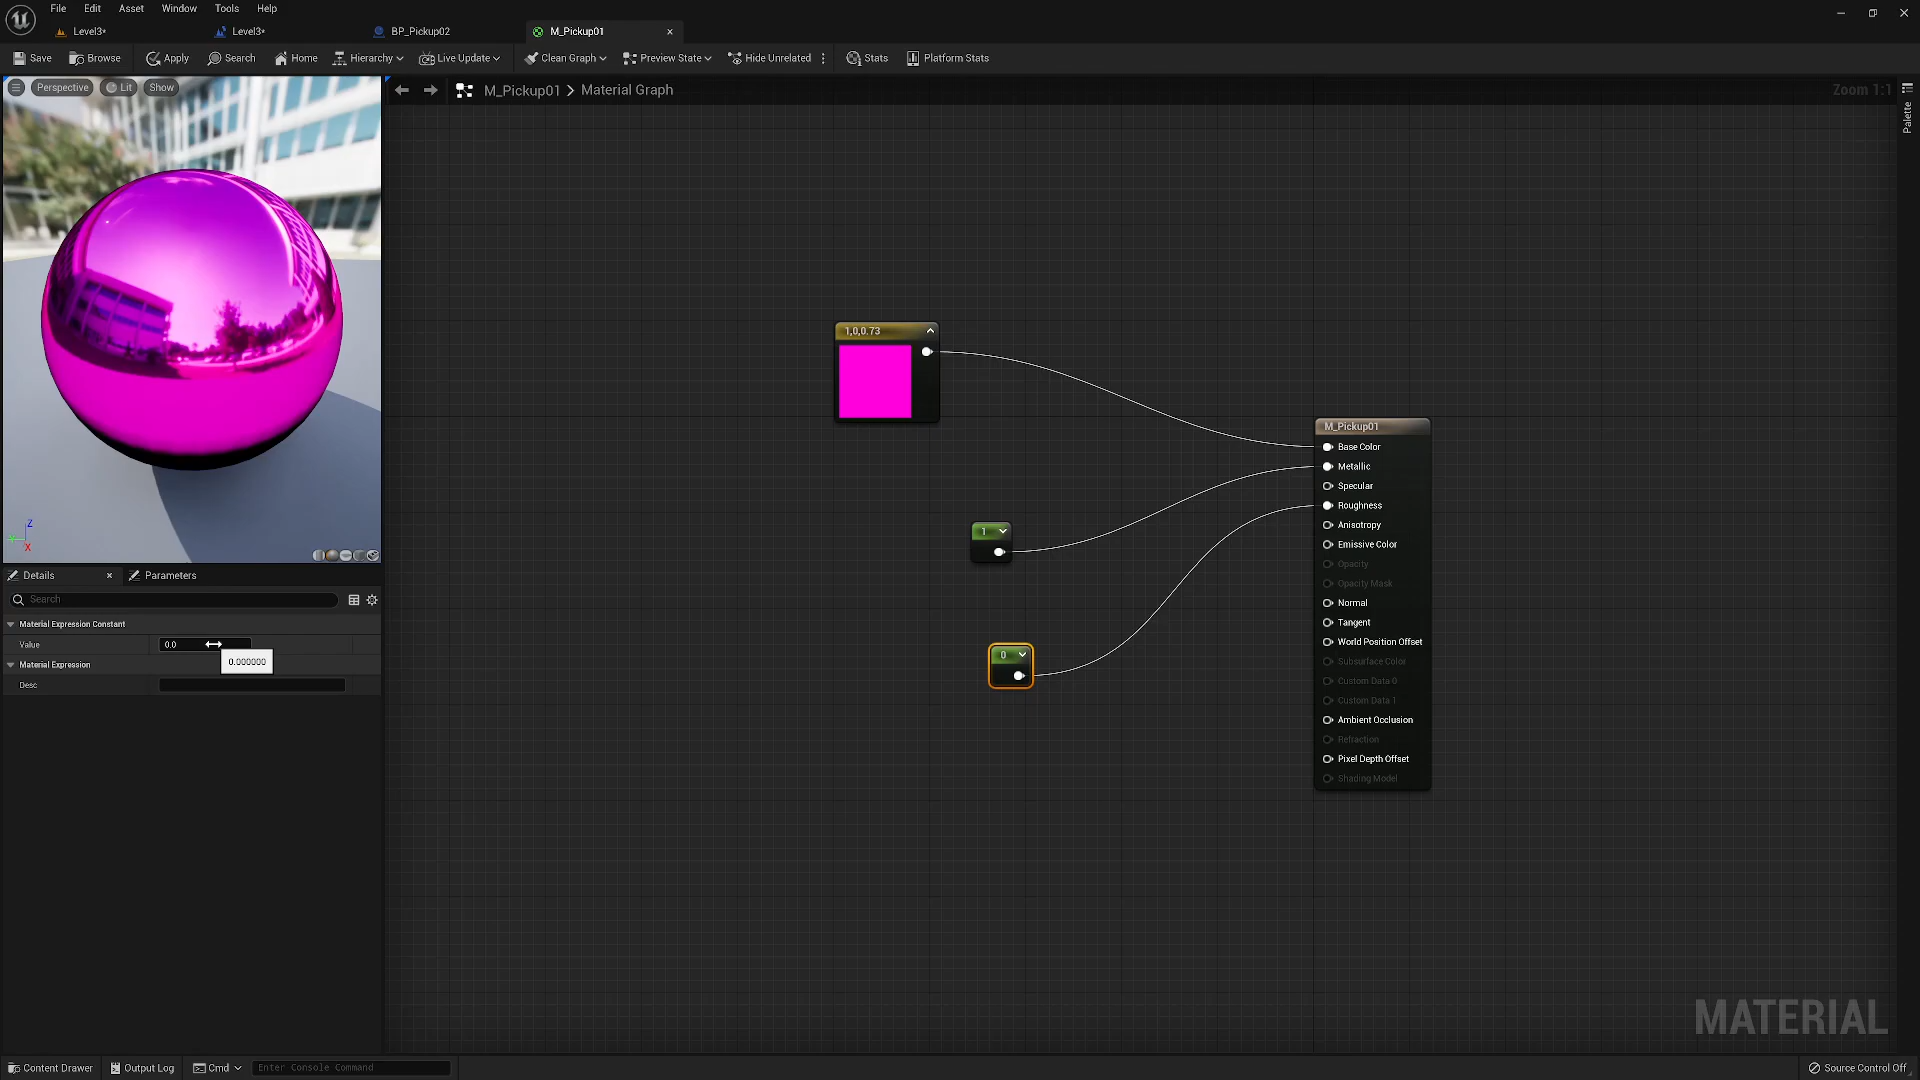 File Edit Asset Window Tools Help
Level3* Level3* BP_Pickup02 M_Pickup01
Save Browse Apply Search Home Hierarchy Live Update Clean Graph Preview State Hide Unrelated Stats Platform Stats
Perspective Lit Show
M_Pickup01 > Material Graph
Zoom 1:1
Palette
1,0,0.73
M_Pickup01
Base Color
Metallic
Specular
Roughness
Anisotropy
Emissive Color
Opacity
Opacity Mask
Normal
Tangent
World Position Offset
Subsurface Color
Custom Data 0
Custom Data 1
Ambient Occlusion
Refraction
Pixel Depth Offset
Shading Model
1
0
Z
X
Details Parameters
Search
Material Expression Constant
Value 0.0
0.000000
Material Expression
Desc
MATERIAL
Content Drawer Output Log Cmd Enter Console Command Source Control Off